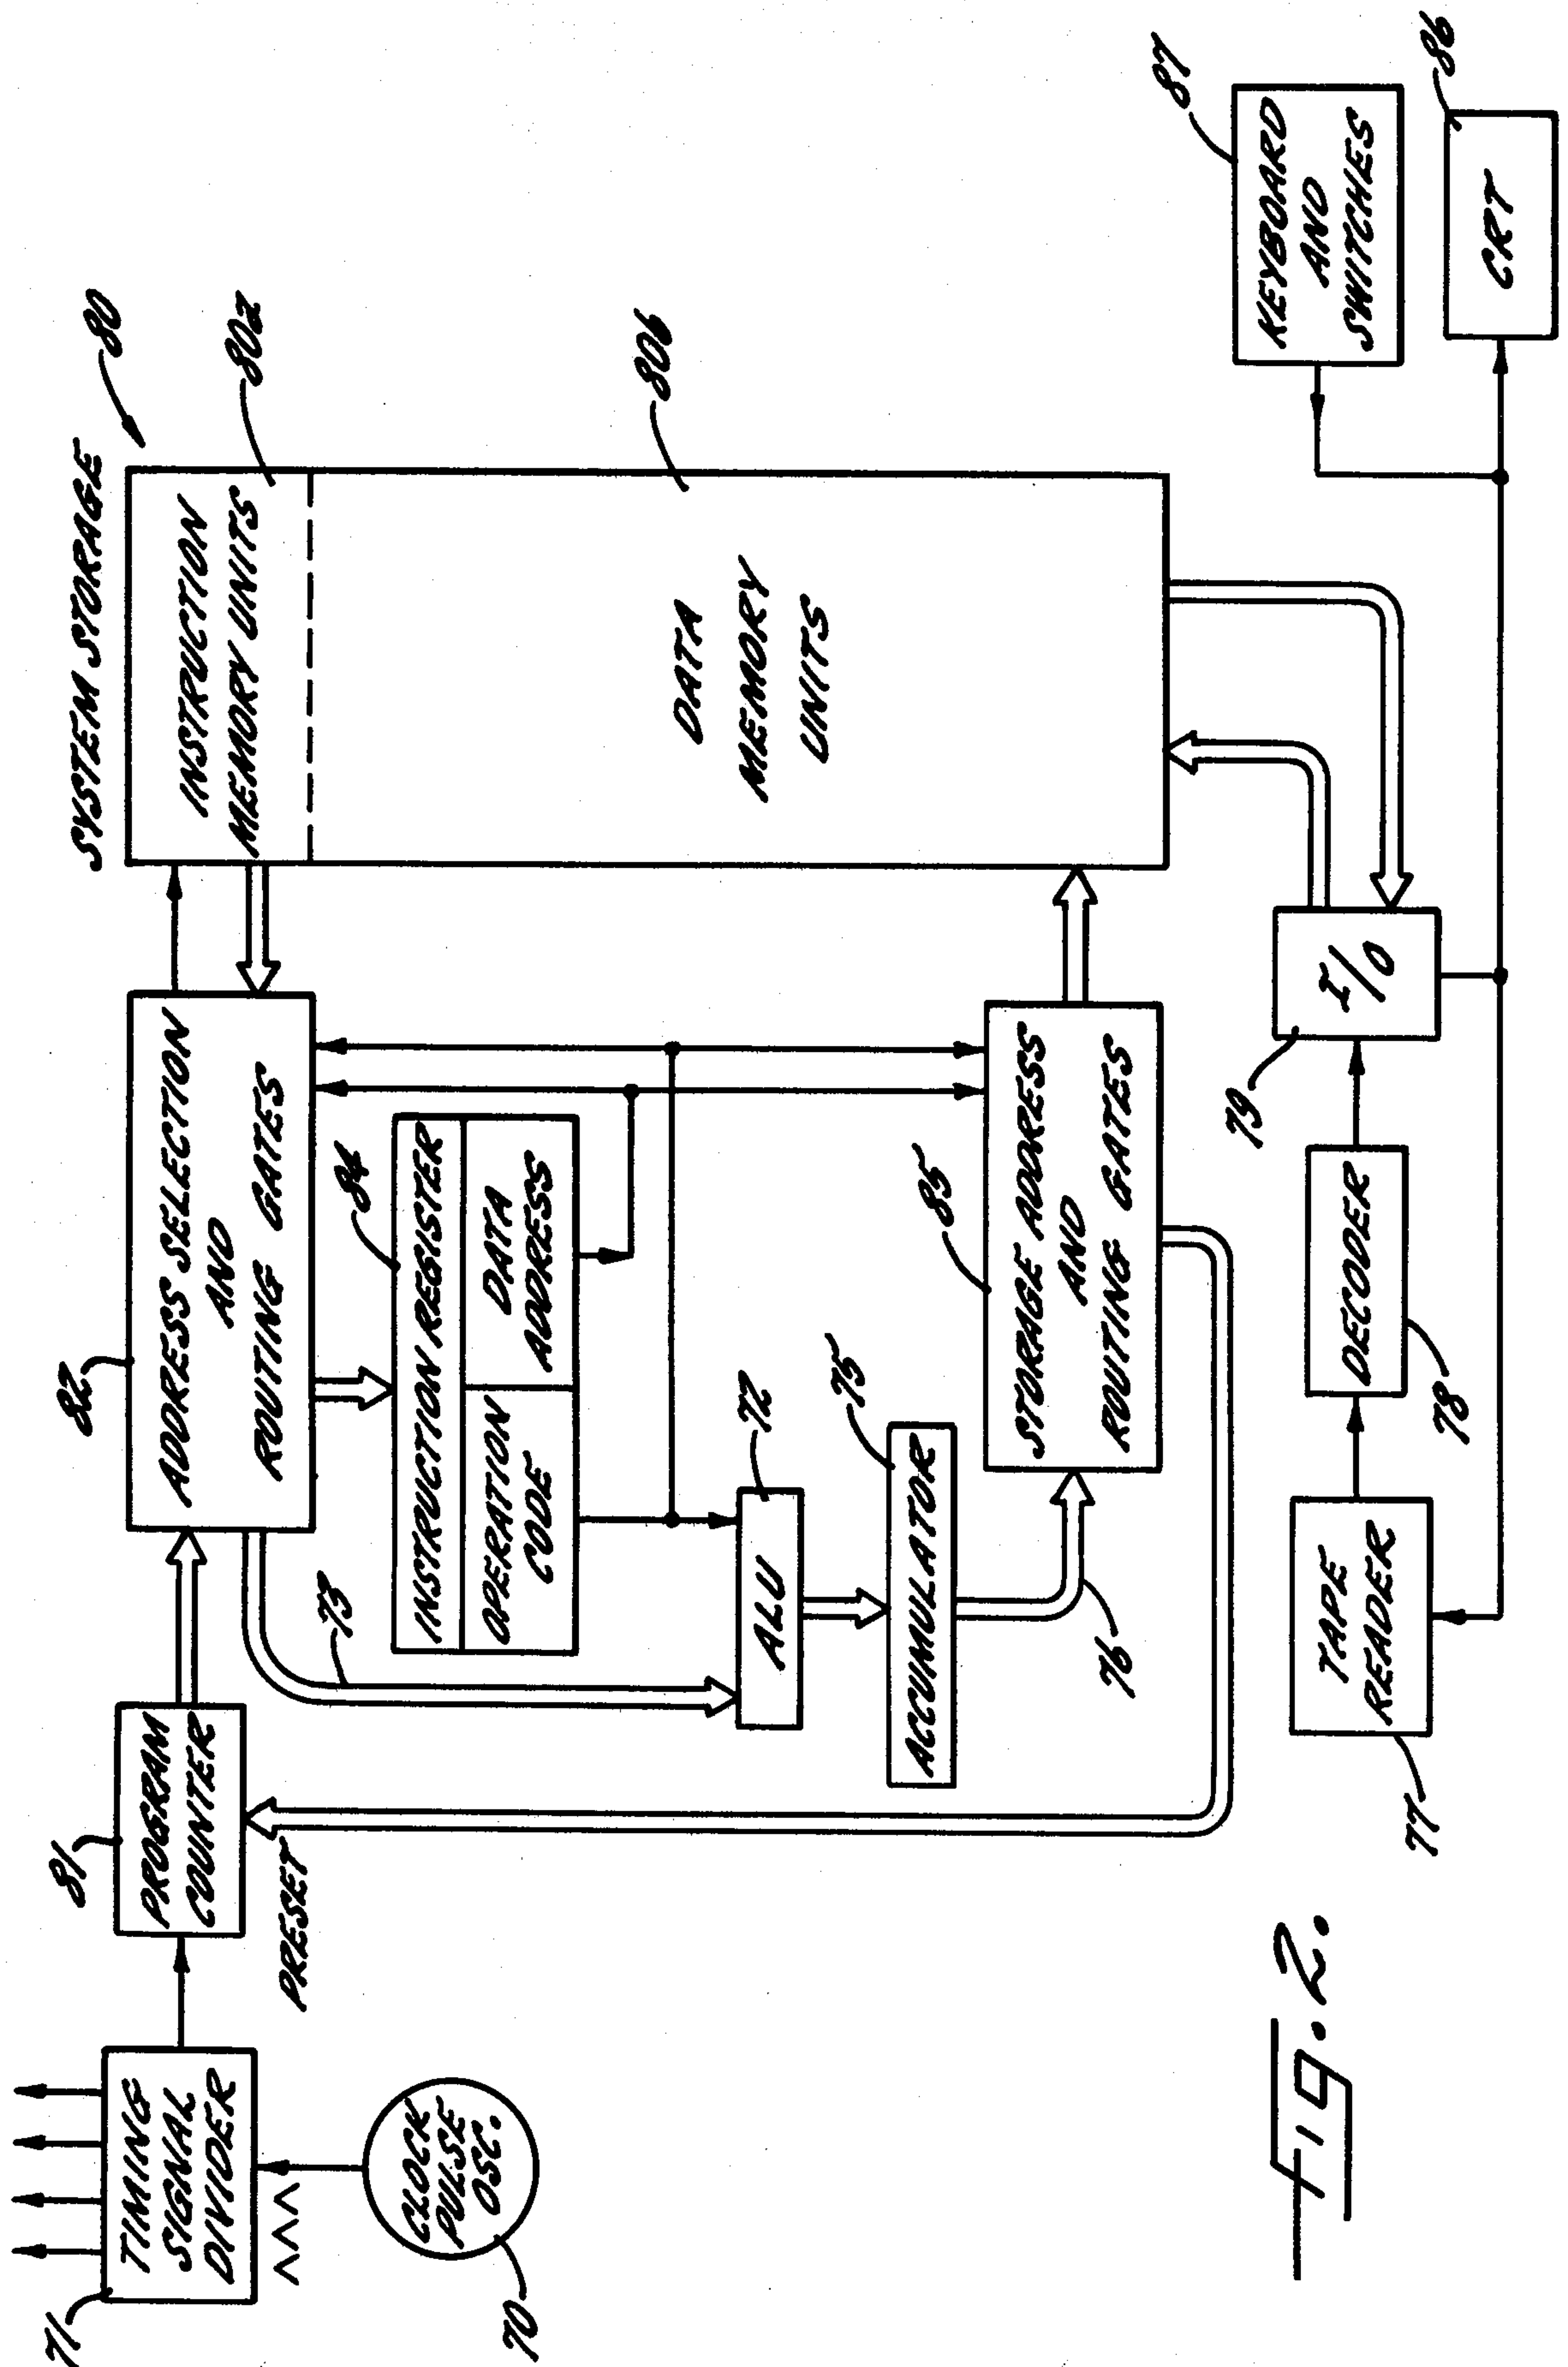 SYSTEM STORAGE
80
71
TIMING
SIGNAL
DIVIDER
CLOCK
PULSE
OSC.
70
81
PROGRAM
COUNTER
PRESET
82
ADDRESS SELECTION
AND
ROUTING GATES
INSTRUCTION
MEMORY UNITS
80a
73
84
INSTRUCTION REGISTER
OPERATION
CODE
DATA
ADDRESS
DATA
MEMORY
UNITS
80b
72
ALU
75
ACCUMULATOR
76
85
STORAGE ADDRESS
AND
ROUTING GATES
77
TAPE
READER
78
DECODER
79
I/O
87
KEYBOARD
AND
SWITCHES
86
CRT
Fig. 2.